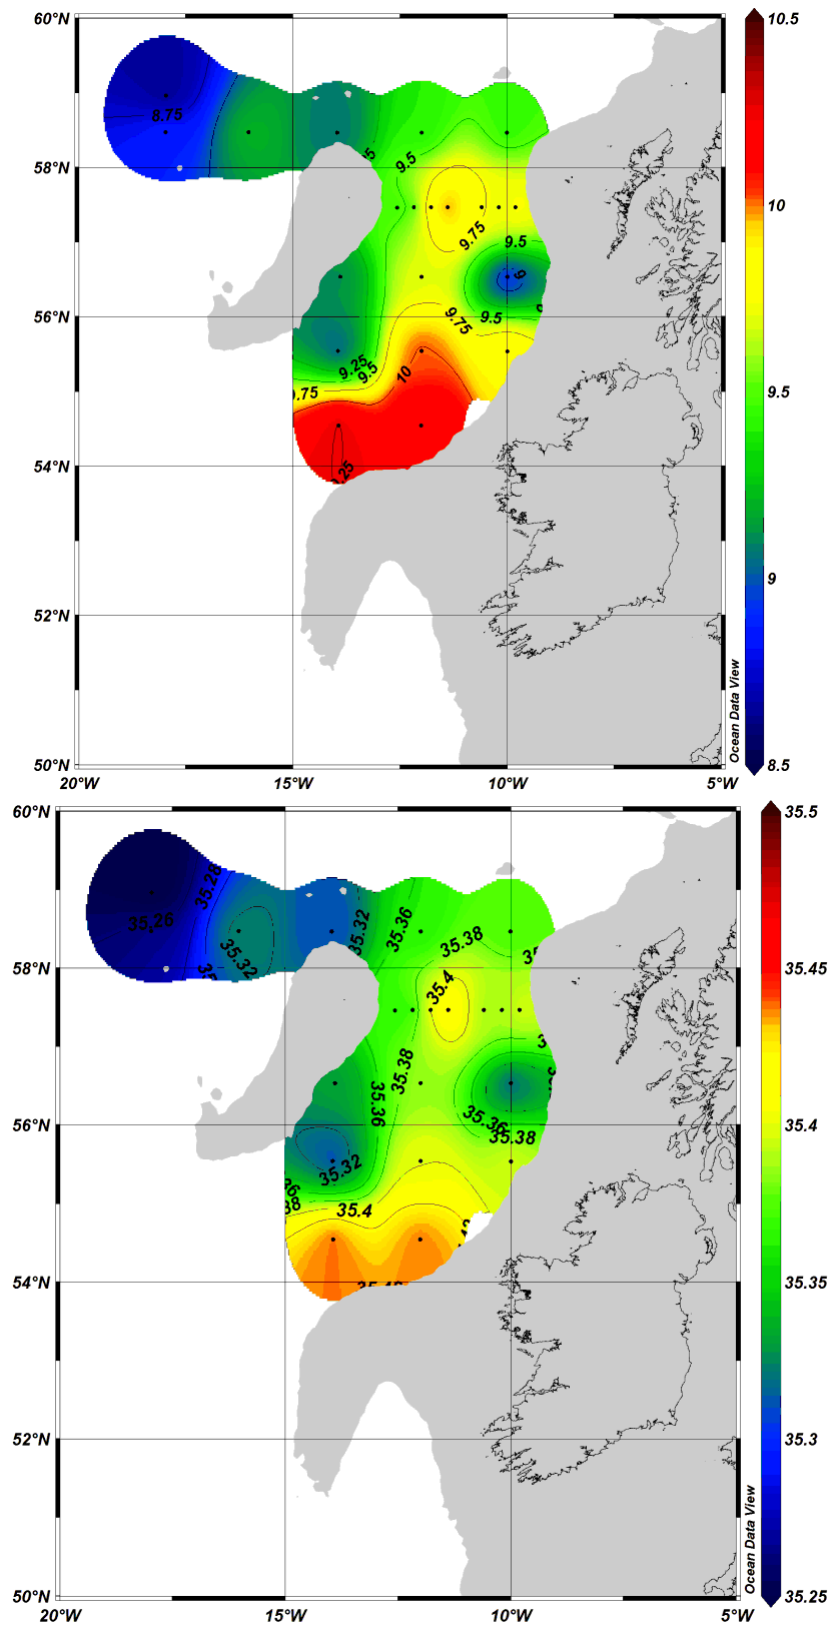 60°N
10.5
8.75
9.5
58°N
10
9.75
9.5
9
9.75
56°N
9.5
9.25
9.5
10
9.5
54°N
52°N
9
Ocean Data View
50°N
8.5
20°W
15°W
10°W
5°W
60°N
35.5
35.28
35.26
35.32
35.36
35.38
35.32
58°N
35.4
35.45
35.38
35.36
35.36
56°N
35.38
35.4
35.32
35.4
54°N
35.35
52°N
35.3
Ocean Data View
50°N
35.25
20°W
15°W
10°W
5°W